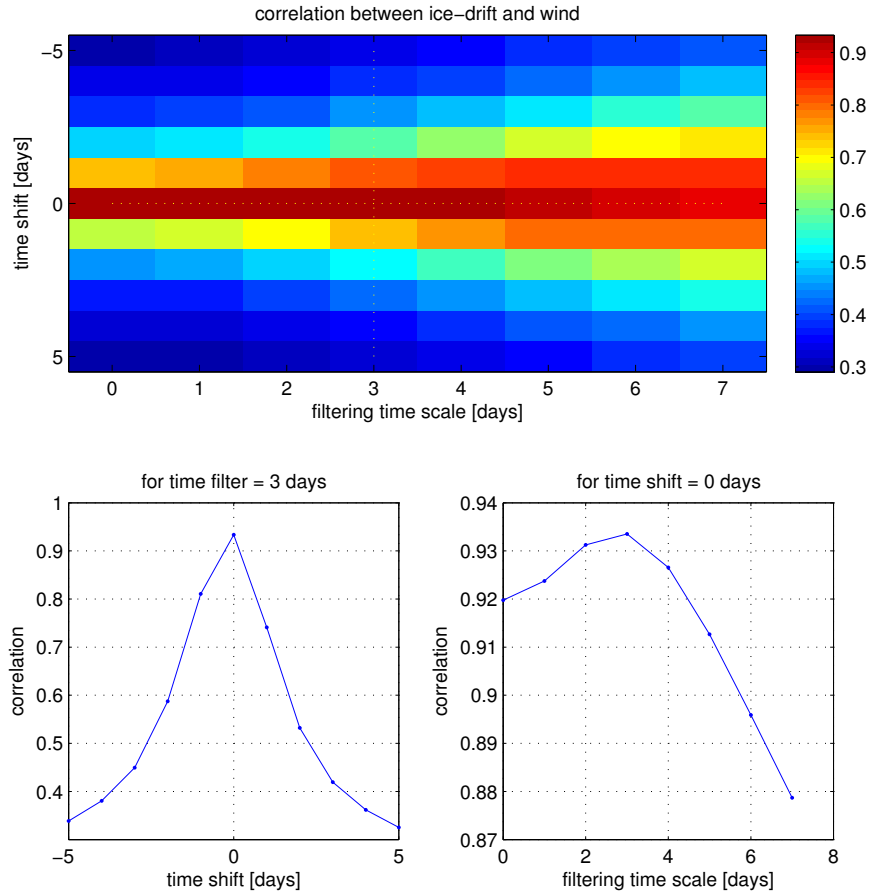 correlation between ice−drift and wind
time shift [days]
−5
0
5
0 1 2 3 4 5 6 7
filtering time scale [days]
0.9
0.8
0.7
0.6
0.5
0.4
0.3
for time filter = 3 days
correlation
1
0.9
0.8
0.7
0.6
0.5
0.4
−5 0 5
time shift [days]
for time shift = 0 days
correlation
0.94
0.93
0.92
0.91
0.9
0.89
0.88
0.87
0 2 4 6 8
filtering time scale [days]